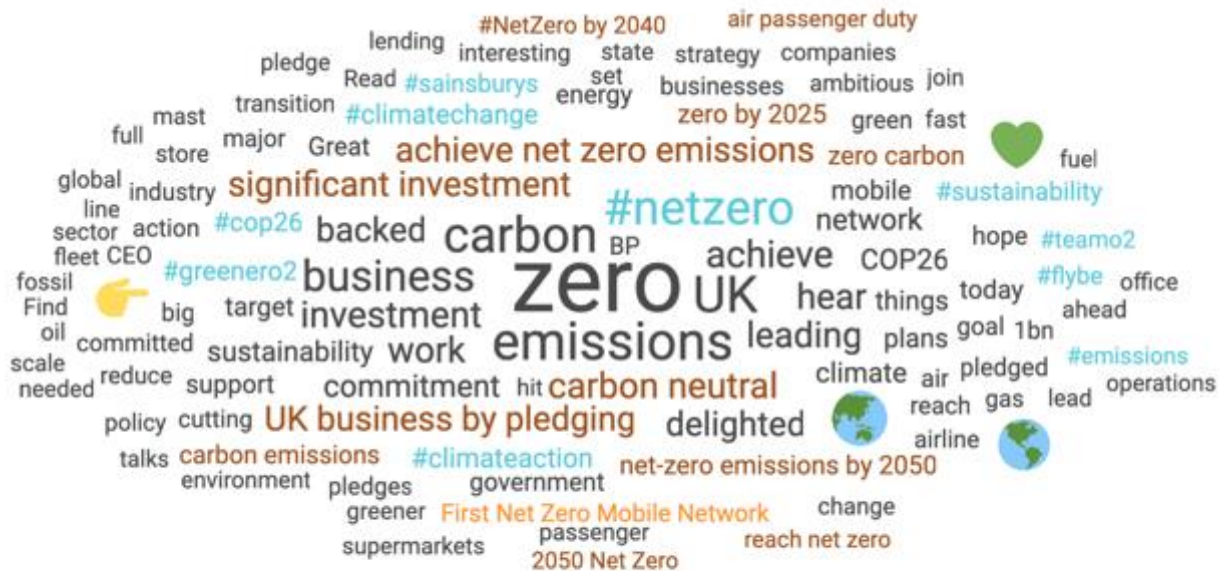 #NetZero by 2040 air passenger duty
lending interesting state strategy companies
pledge Read #sainsburys set energy businesses ambitious join
transition #climatechange zero by 2025 green fast
mast full store major Great achieve net zero emissions zero carbon fuel
global industry significant investment mobile #sustainability
line sector action #cop26 backed carbon #netzero network
fleet CEO BP achieve COP26 hope #teamo2
fossil #greenero2 business zero UK hear things today #flybe office
Find big target investment ahead
oil committed sustainability work emissions leading plans goal 1bn
scale needed reduce support commitment hit carbon neutral climate air pledged #emissions operations
policy cutting UK business by pledging delighted reach gas lead
talks carbon emissions #climateaction net-zero emissions by 2050 airline
environment pledges government
greener First Net Zero Mobile Network change
supermarkets passenger reach net zero
2050 Net Zero